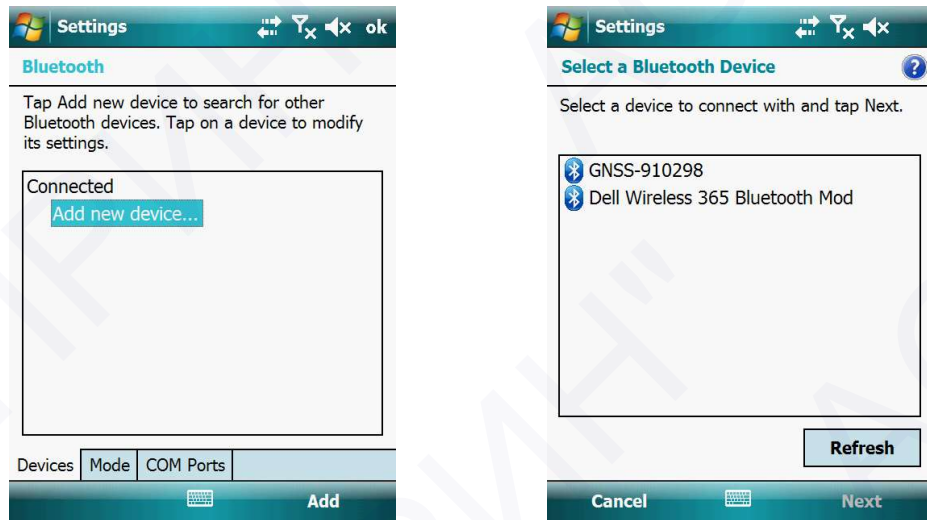 Settings
ok
Bluetooth
Tap Add new device to search for other
Bluetooth devices. Tap on a device to modify
its settings.
Connected
Add new device...
Devices
Mode
COM Ports
Add
Settings
Select a Bluetooth Device
?
Select a device to connect with and tap Next.
GNSS-910298
Dell Wireless 365 Bluetooth Mod
Refresh
Cancel
Next